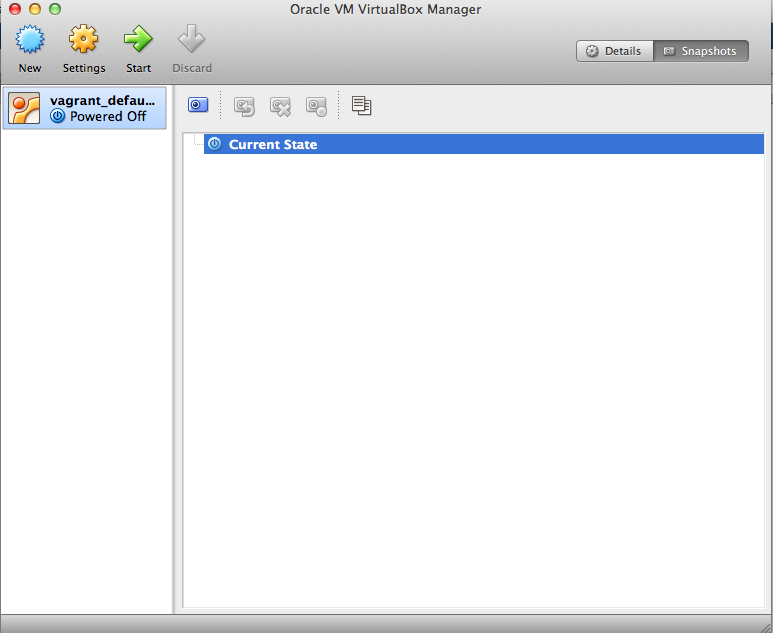 Oracle VM VirtualBox Manager
New Settings Start Discard
Details Snapshots
vagrant_defau...
Powered Off
Current State